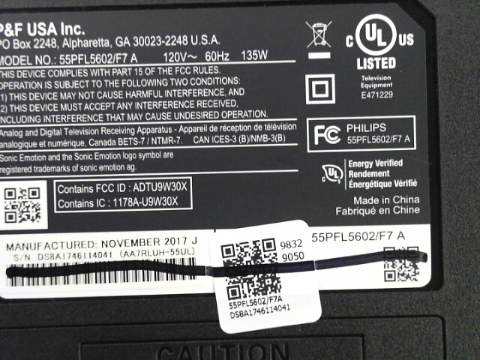 P&F USA Inc.
PO Box 2248, Alpharetta, GA 30023-2248 U.S.A.
MODEL NO.: 55PFL5602/F7 A 120V~ 60Hz 135W
THIS DEVICE COMPLIES WITH PART 15 OF THE FCC RULES.
OPERATION IS SUBJECT TO THE FOLLOWING TWO CONDITIONS:
(1) THIS DEVICE MAY NOT CAUSE HARMFUL INTERFERENCE, AND
(2) THIS DEVICE MUST ACCEPT ANY INTERFERENCE RECEIVED,
INCLUDING INTERFERENCE THAT MAY CAUSE UNDESIRED OPERATION.
Analog and Digital Television Receiving Apparatus - Appareil de réception de télévision
analogique et numérique, Canada BETS-7 / NTMR-7. CAN ICES-3 (B)/NMB-3(B)
Sonic Emotion and the Sonic Emotion logo symbol are
registered trademarks of sonic emotion ag.
Contains FCC ID : ADTU9W30X
Contains IC : 1178A-U9W30X
C UL US
LISTED
Television
Equipment
E471229
FC PHILIPS
55PFL5602/F7 A
Energy Verified
Rendement
Énergétique Vérifié
Made in China
Fabriqué en Chine
MANUFACTURED: NOVEMBER 2017 J
S/N DS8A1746114041 (AA7RLUH-55UL)
9832
9050
55PFL5602/F7A
DS8A1746114041
55PFL5602/F7 A
CAUTION